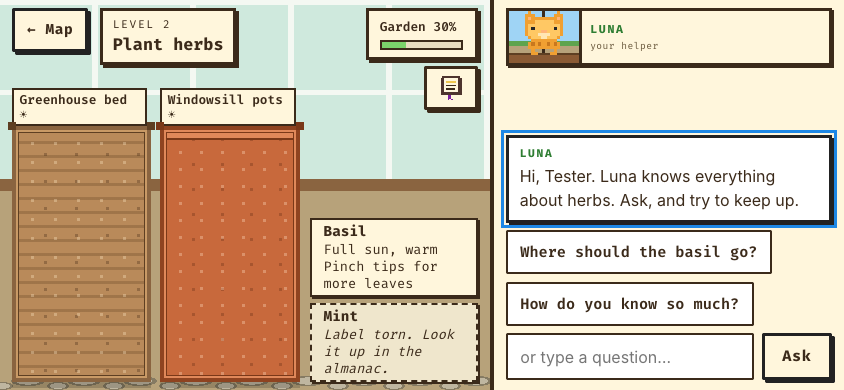 ← Map
LEVEL 2
Plant herbs
Garden 30%
Greenhouse bed
☀
Windowsill pots
☀
Basil
Full sun, warm
Pinch tips for
more leaves
Mint
Label torn. Look
it up in the
almanac.
LUNA
your helper
LUNA
Hi, Tester. Luna knows everything
about herbs. Ask, and try to keep up.
Where should the basil go?
How do you know so much?
or type a question...
Ask